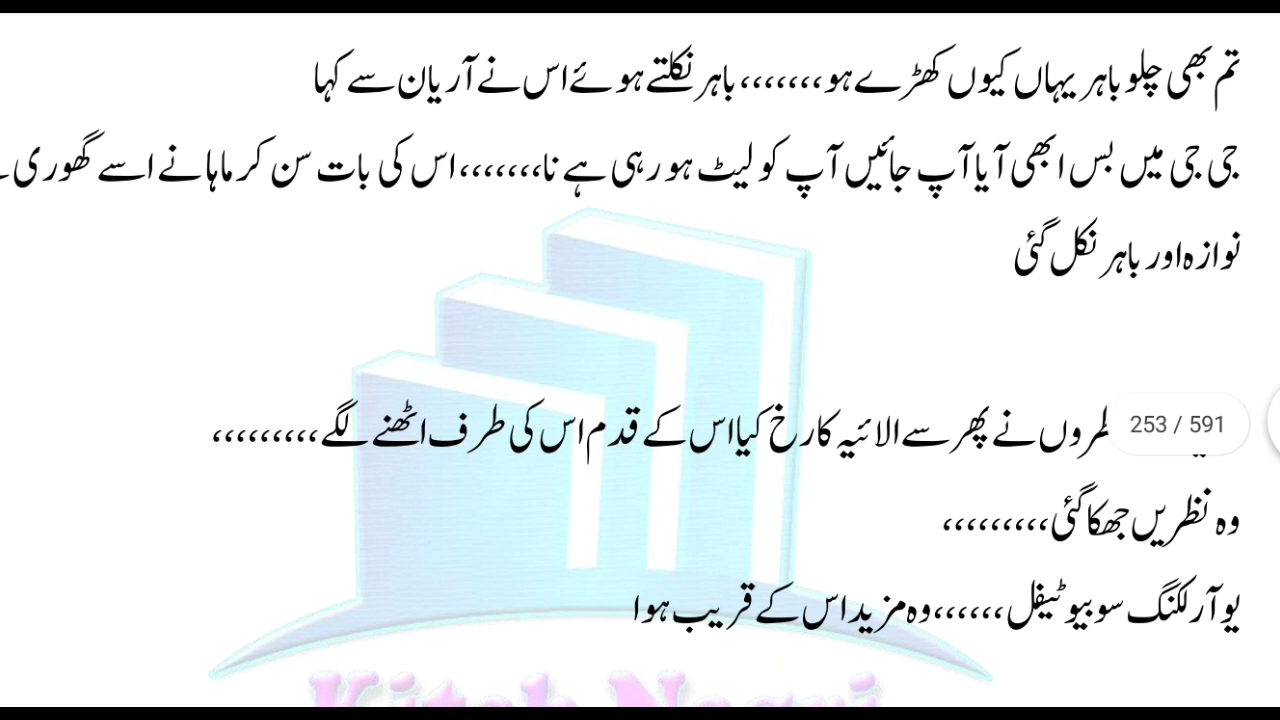 تم بھی چلو باہر یہاں کیوں کھڑے ہو،،،،،،،باہر نکلتے ہوئے اس نے آریان سے کہا
جی جی میں بس ابھی آیا آپ جائیں آپ کو لیٹ ہو رہی ہے نا،،،،،،،اس کی بات سن کر ماہا نے اسے گھوری سے
نوازہ اور باہر نکل گئی
نے پھر سے الائیہ کا رخ کیا اس کے قدم اس کی طرف اٹھنے لگے،،،،،،،،،
253 / 591
وہ نظریں جھکا گئی،،،،،،،،،
یو آر لکنگ سو بیوٹیفل،،،،،،وہ مزید اس کے قریب ہوا
Kitab Nagri